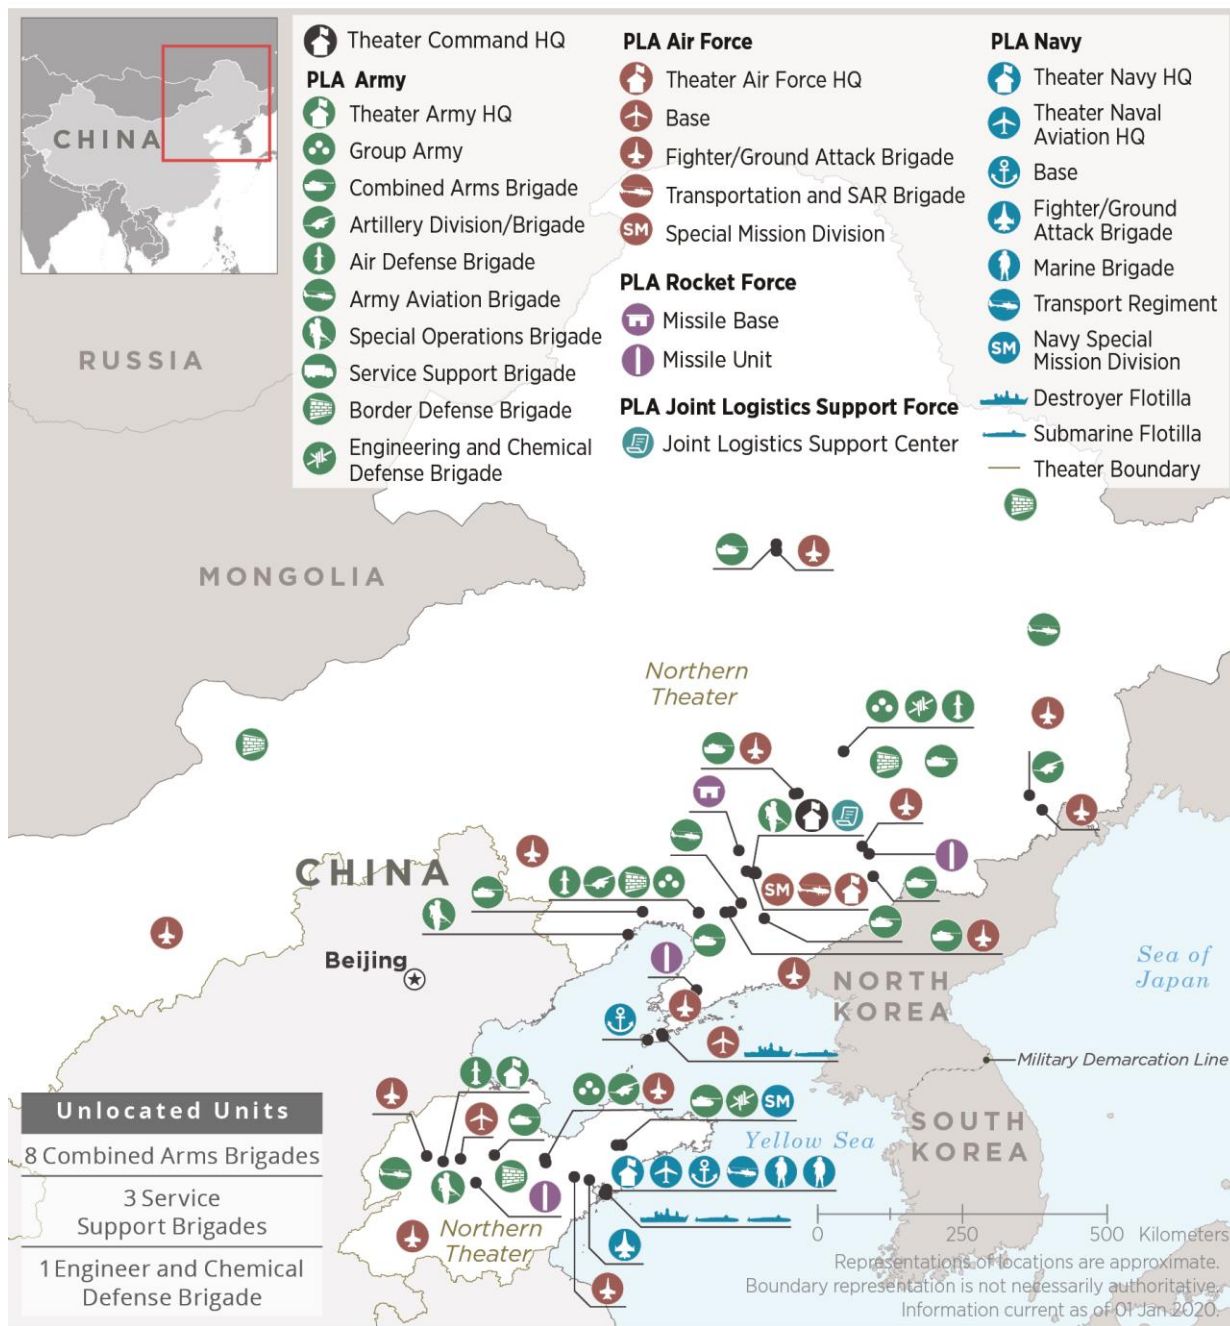 CHINA
Theater Command HQ
PLA Army
Theater Army HQ
Group Army
Combined Arms Brigade
Artillery Division/Brigade
Air Defense Brigade
Army Aviation Brigade
Special Operations Brigade
Service Support Brigade
Border Defense Brigade
Engineering and Chemical
Defense Brigade
PLA Air Force
Theater Air Force HQ
Base
Fighter/Ground Attack Brigade
Transportation and SAR Brigade
SM
Special Mission Division
PLA Rocket Force
Missile Base
Missile Unit
PLA Joint Logistics Support Force
Joint Logistics Support Center
PLA Navy
Theater Navy HQ
Theater Naval
Aviation HQ
Base
Fighter/Ground
Attack Brigade
Marine Brigade
Transport Regiment
SM
Navy Special
Mission Division
Destroyer Flotilla
Submarine Flotilla
Theater Boundary
RUSSIA
MONGOLIA
Northern
Theater
CHINA
SM
Beijing
NORTH
KOREA
Sea of
Japan
Military Demarcation Line
SM
Yellow Sea
SOUTH
KOREA
Northern
Theater
Unlocated Units
8 Combined Arms Brigades
3 Service
Support Brigades
1 Engineer and Chemical
Defense Brigade
0 250 500 Kilometers
Representations of locations are approximate.
Boundary representation is not necessarily authoritative.
Information current as of 01 Jan 2020.